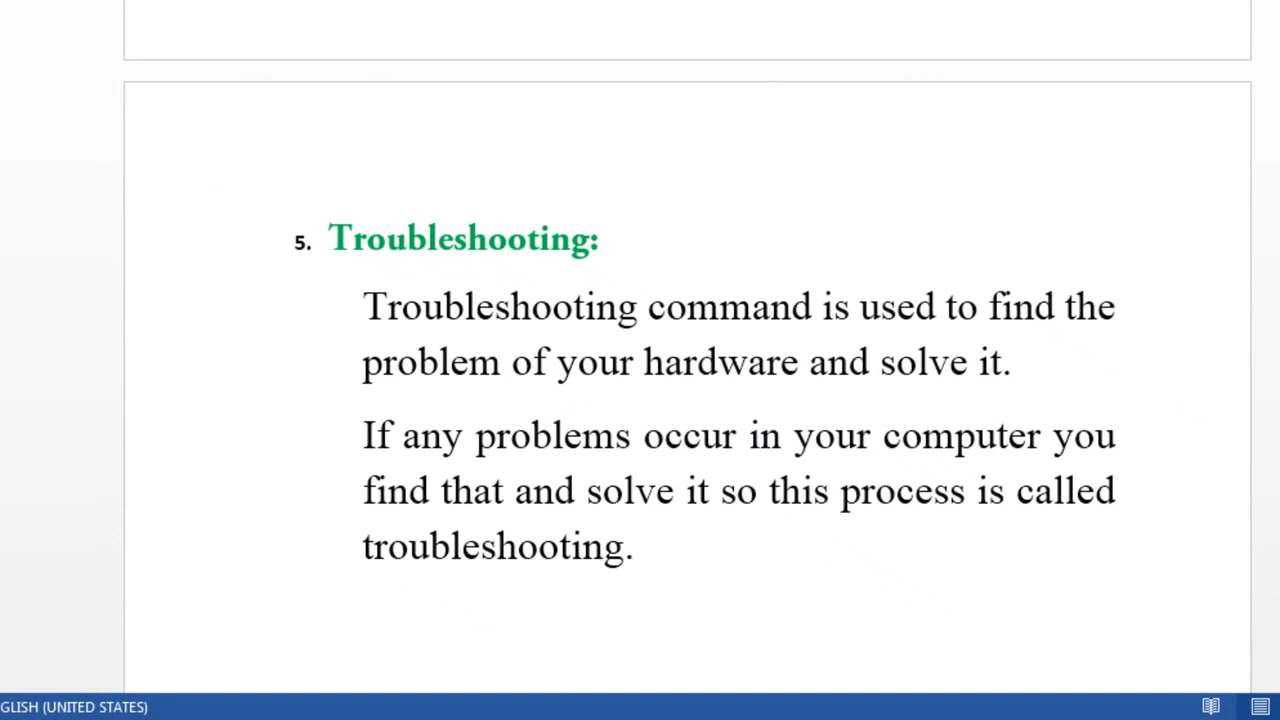 5. Troubleshooting:
Troubleshooting command is used to find the
problem of your hardware and solve it.
If any problems occur in your computer you
find that and solve it so this process is called
troubleshooting.
GLISH (UNITED STATES)